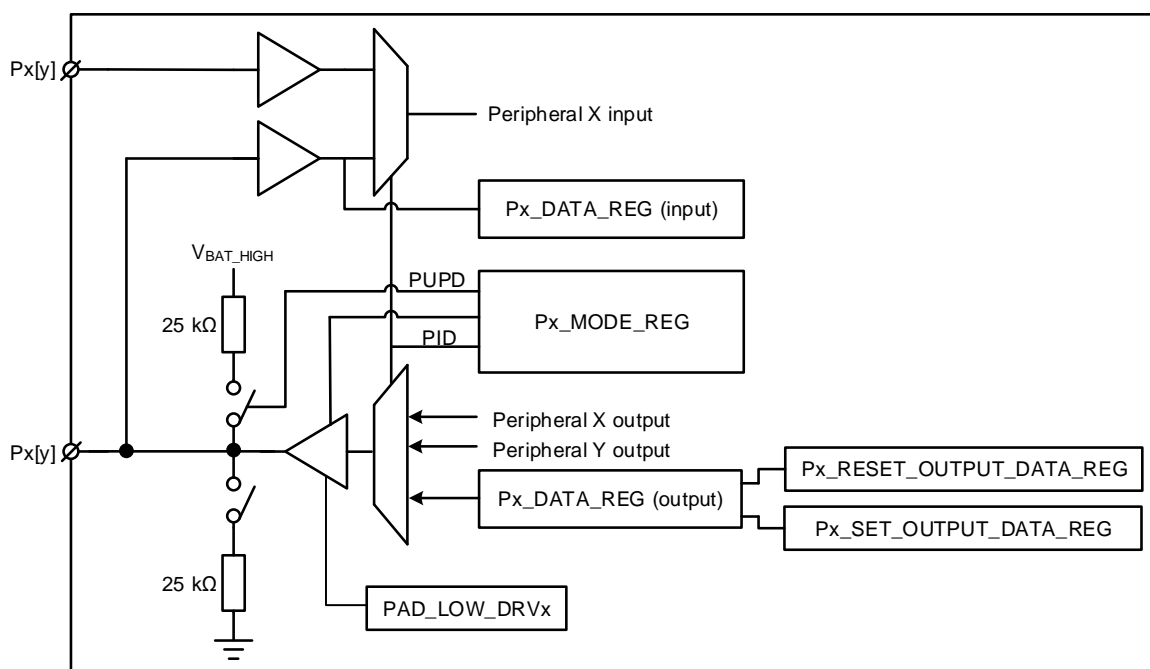 Px[y]
Peripheral X input
Px_DATA_REG (input)
VBAT_HIGH
PUPD
25 kΩ
Px_MODE_REG
PID
Peripheral X output
Px[y]
Peripheral Y output
Px_RESET_OUTPUT_DATA_REG
Px_DATA_REG (output)
Px_SET_OUTPUT_DATA_REG
25 kΩ
PAD_LOW_DRVx